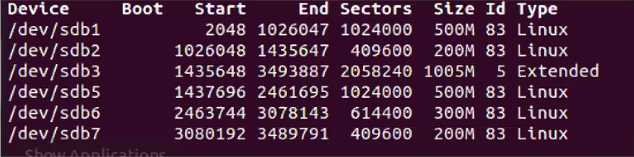 Device Boot Start End Sectors Size Id Type
/dev/sdb1 2048 1026047 1024000 500M 83 Linux
/dev/sdb2 1026048 1435647 409600 200M 83 Linux
/dev/sdb3 1435648 3493887 2058240 1005M 5 Extended
/dev/sdb5 1437696 2461695 1024000 500M 83 Linux
/dev/sdb6 2463744 3078143 614400 300M 83 Linux
/dev/sdb7 3080192 3489791 409600 200M 83 Linux
Show Applications